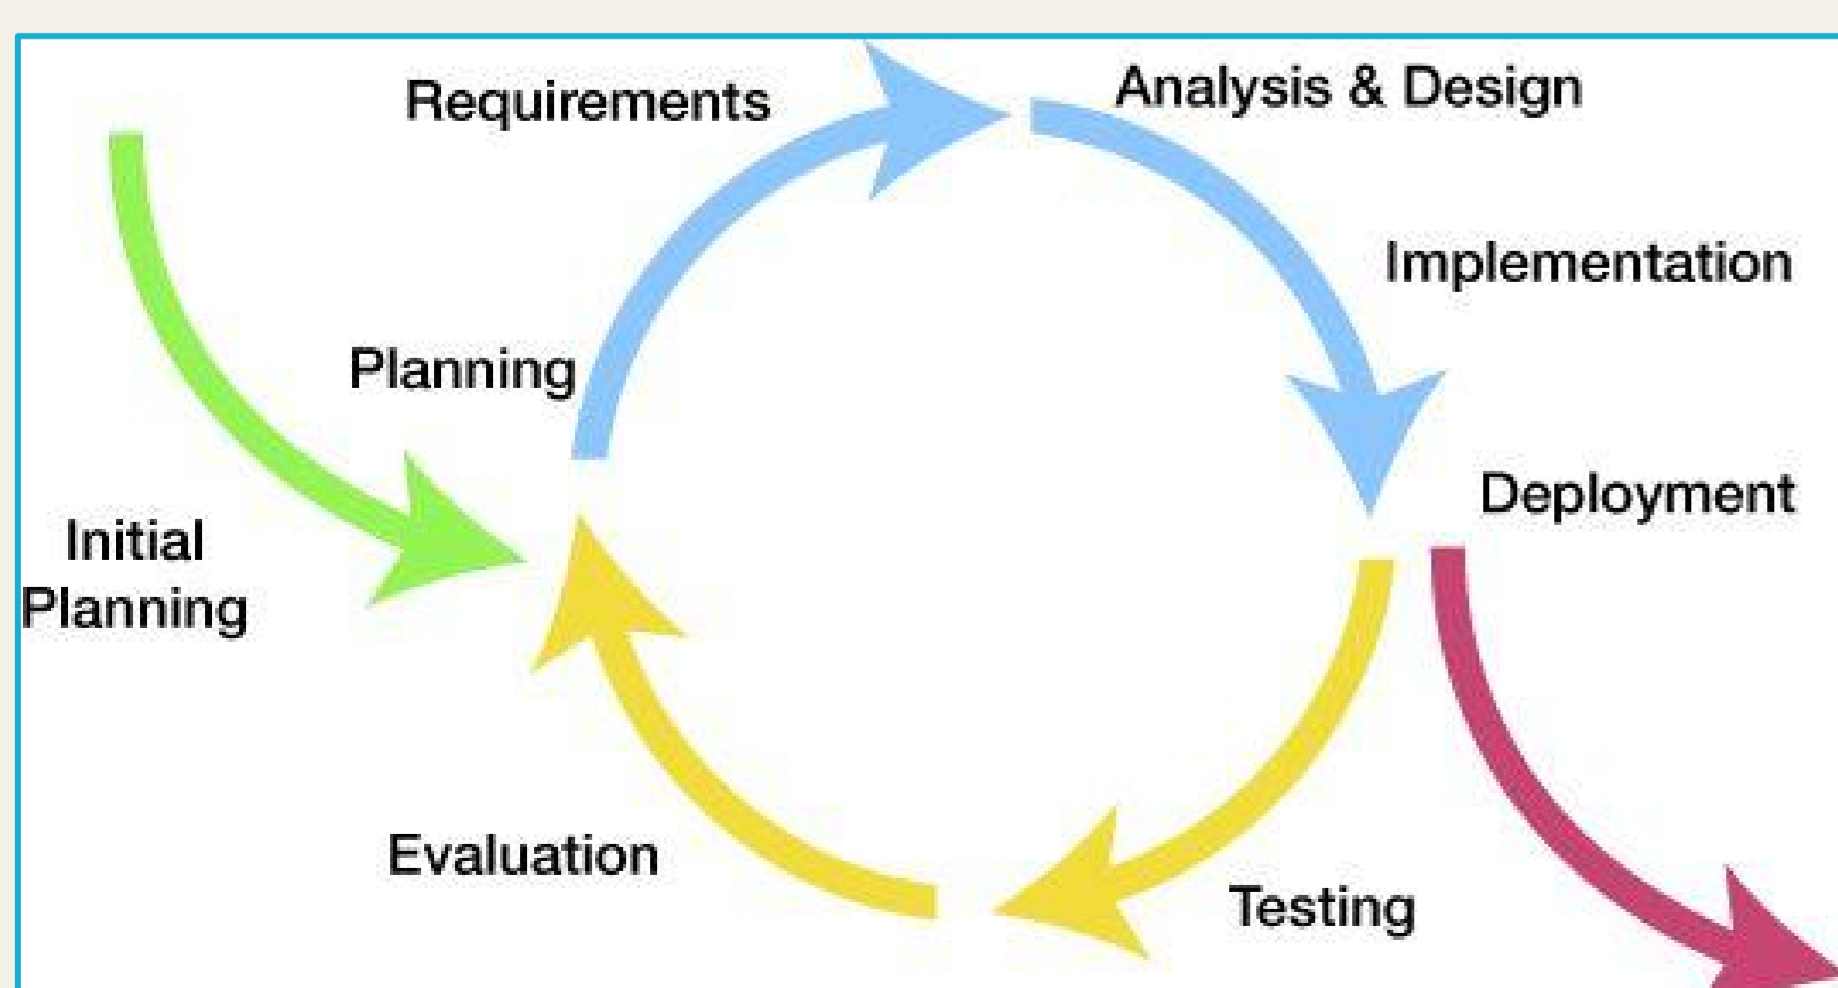 Requirements
Analysis & Design
Implementation
Planning
Deployment
Initial
Planning
Evaluation
Testing